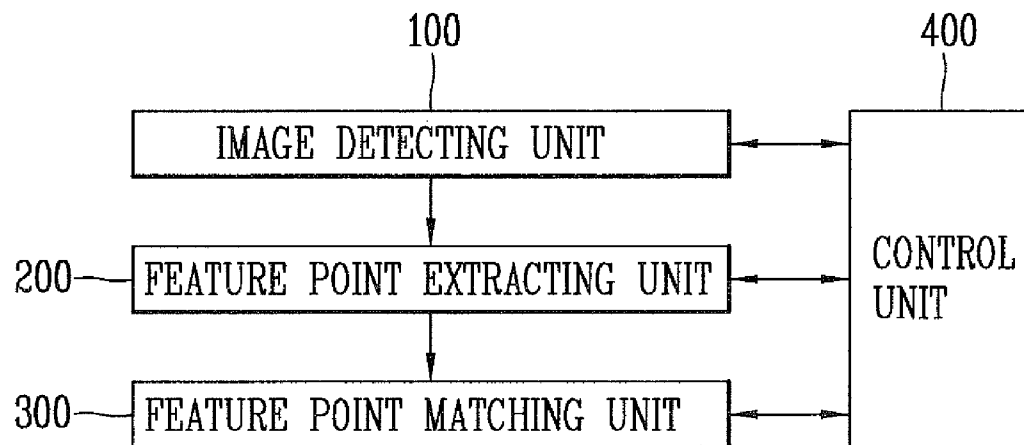 100
400
IMAGE DETECTING UNIT
200
FEATURE POINT EXTRACTING UNIT
CONTROL
UNIT
300
FEATURE POINT MATCHING UNIT